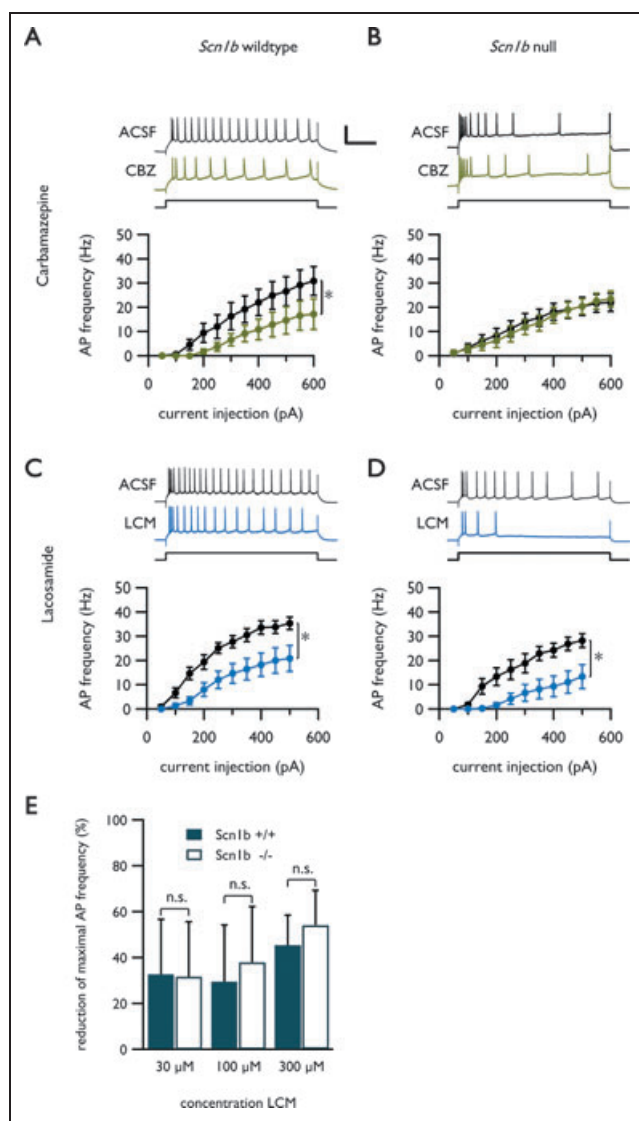 A
Scn1b wildtype
B
Scn1b null
ACSF
CBZ
ACSF
CBZ
Carbamazepine
AP frequency (Hz)
50
40
30
20
10
0
*
0 200 400 600
current injection (pA)
AP frequency (Hz)
50
40
30
20
10
0
0 200 400 600
current injection (pA)
C
D
ACSF
LCM
ACSF
LCM
Lacosamide
AP frequency (Hz)
50
40
30
20
10
0
*
0 200 400 600
current injection (pA)
AP frequency (Hz)
50
40
30
20
10
0
*
0 200 400 600
current injection (pA)
E
reduction of maximal AP frequency (%)
100
80
60
40
20
0
Scn1b +/+
Scn1b -/-
n.s.
n.s.
n.s.
30 µM 100 µM 300 µM
concentration LCM